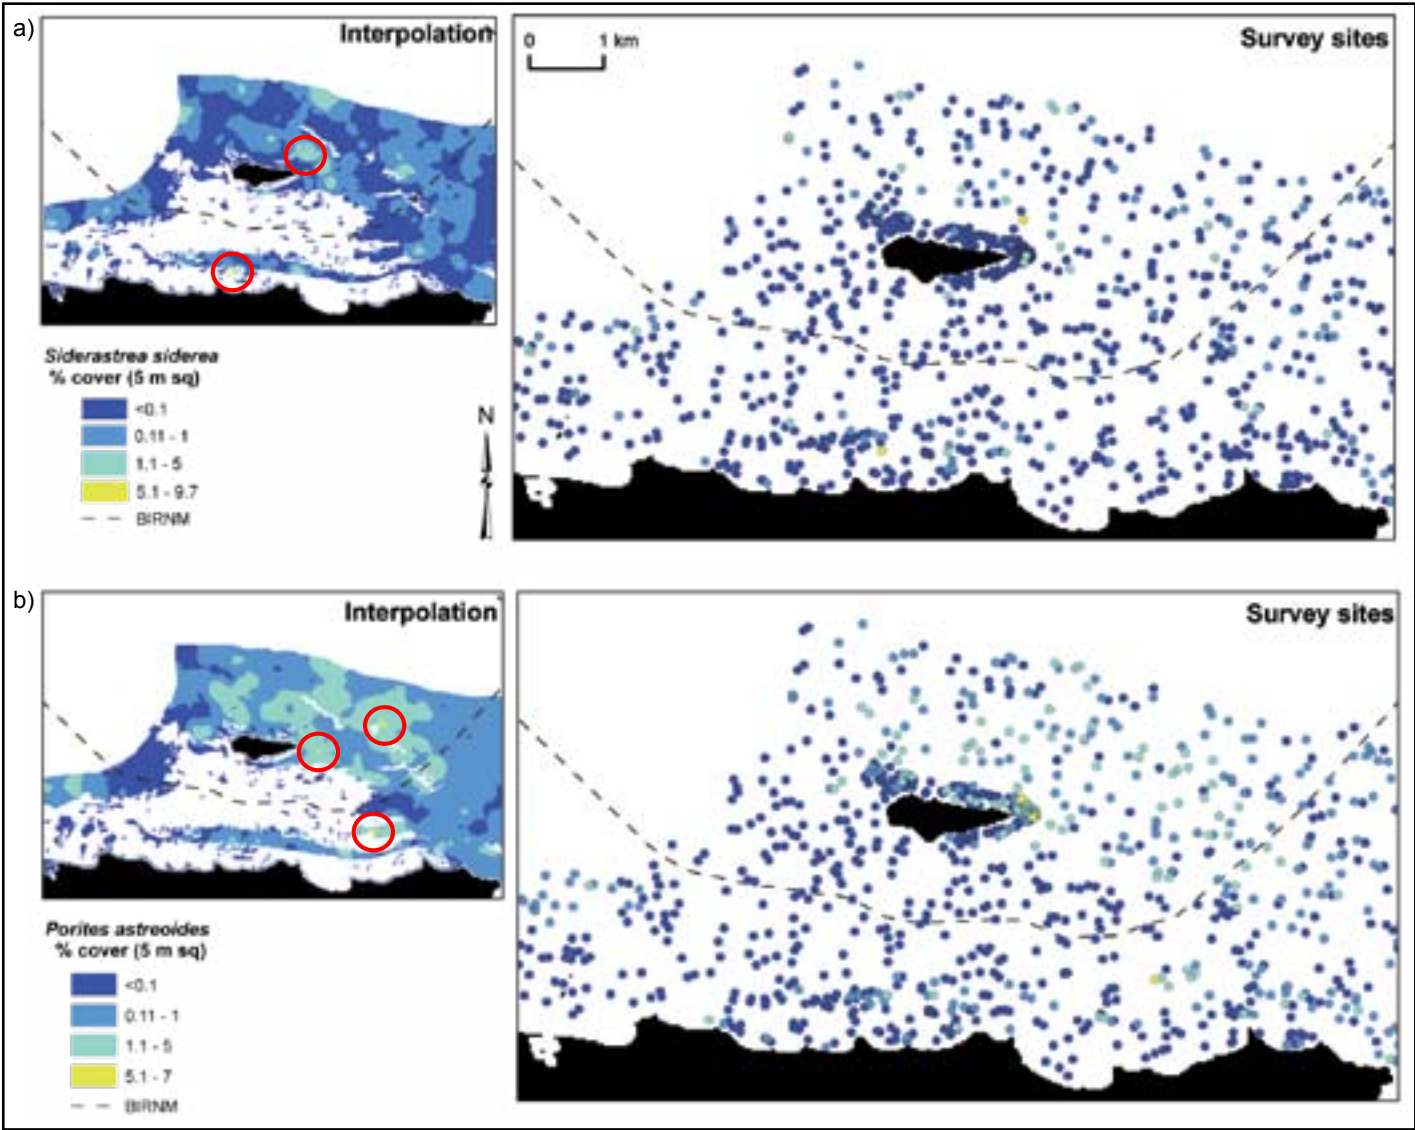 a)
Interpolation
0 1 km
Survey sites
Siderastrea siderea
% cover (5 m sq)
<0.1
0.11 - 1
1.1 - 5
5.1 - 9.7
BIRNM
N
b)
Interpolation
Survey sites
Porites astreoides
% cover (5 m sq)
<0.1
0.11 - 1
1.1 - 5
5.1 - 7
BIRNM